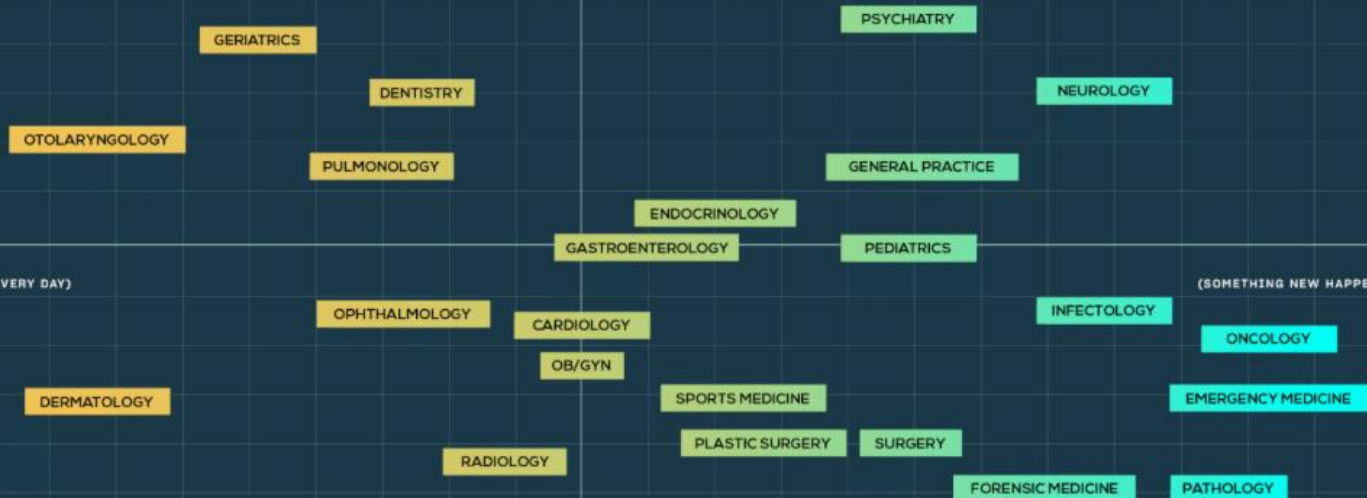 PSYCHIATRY
GERIATRICS
DENTISTRY
NEUROLOGY
OTOLARYNGOLOGY
PULMONOLOGY
GENERAL PRACTICE
ENDOCRINOLOGY
GASTROENTEROLOGY
PEDIATRICS
VERY DAY)
(SOMETHING NEW HAPPE
OPHTHALMOLOGY
CARDIOLOGY
INFECTOLOGY
ONCOLOGY
OB/GYN
DERMATOLOGY
SPORTS MEDICINE
EMERGENCY MEDICINE
PLASTIC SURGERY
SURGERY
RADIOLOGY
FORENSIC MEDICINE
PATHOLOGY